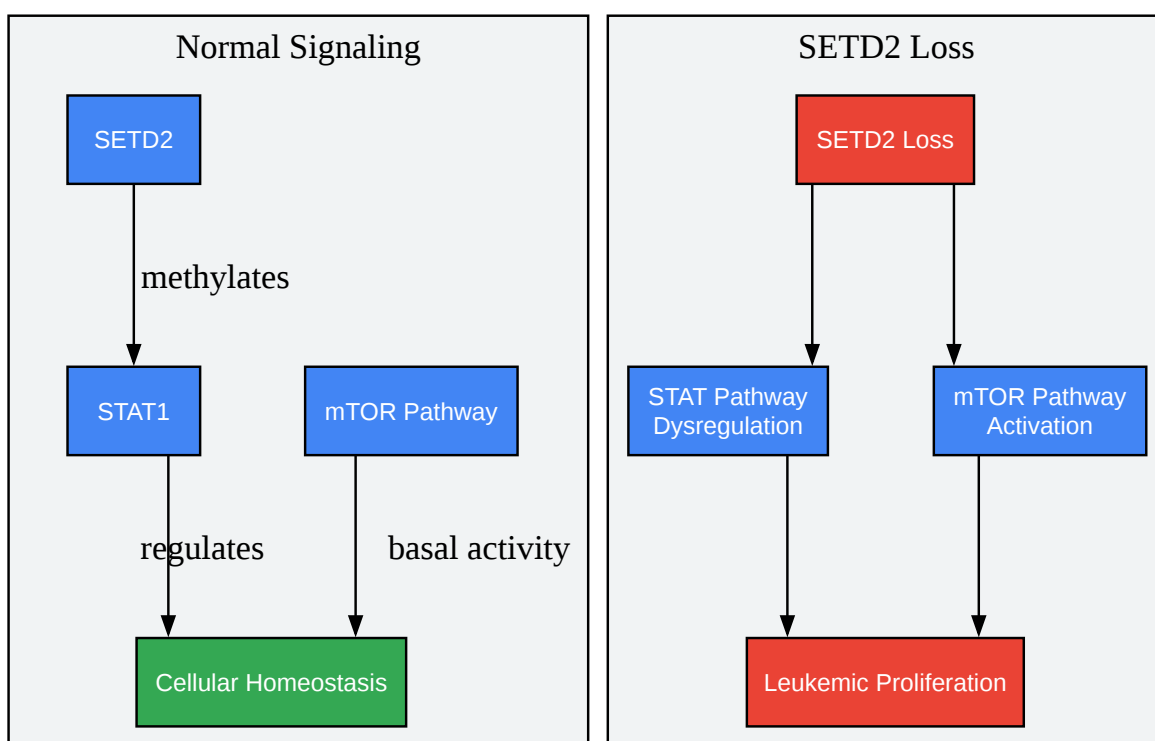 Normal Signaling
SETD2
methylates
STAT1
mTOR Pathway
regulates
basal activity
Cellular Homeostasis
SETD2 Loss
SETD2 Loss
STAT Pathway
Dysregulation
mTOR Pathway
Activation
Leukemic Proliferation